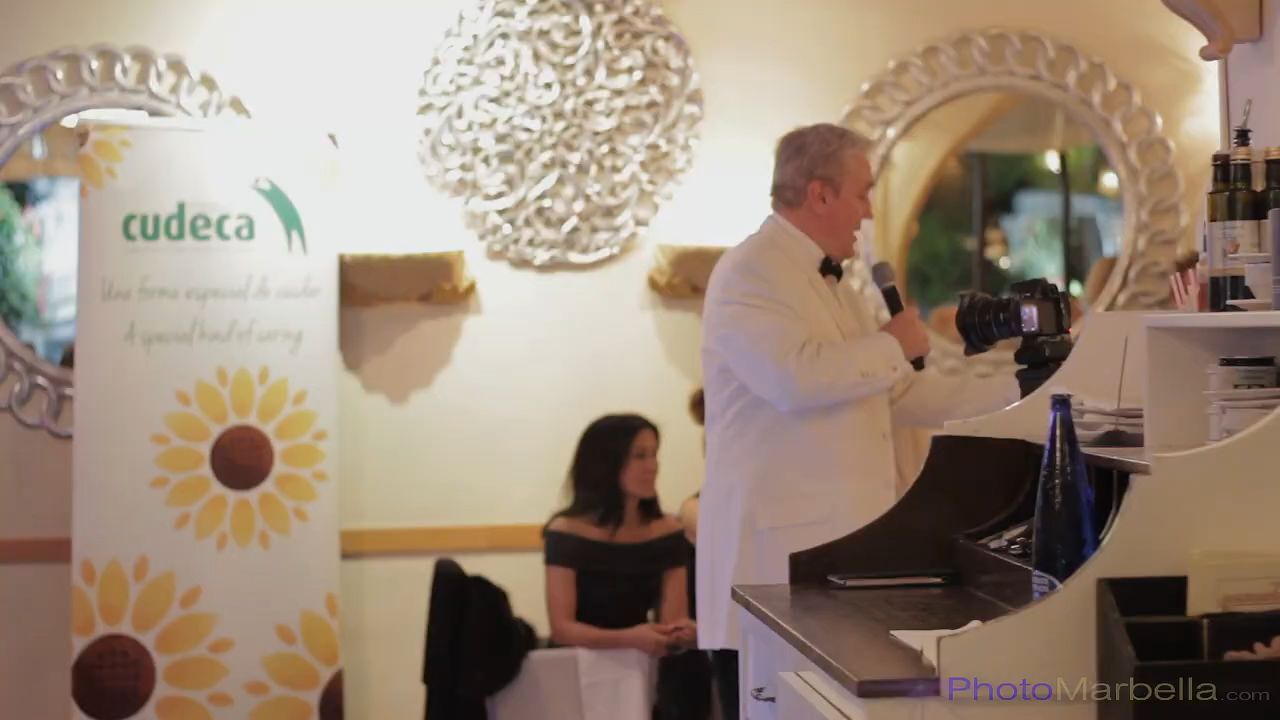 cudeca
Una forma especial de cuidar
A special kind of caring
PhotoMarbella.com